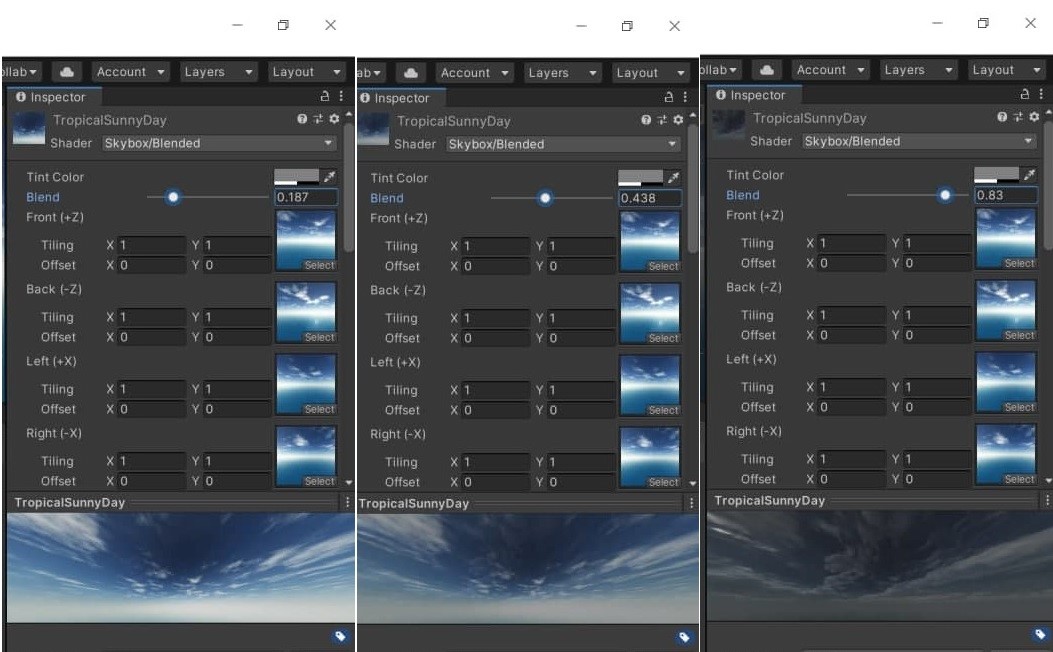 ollab Account Layers Layout
Inspector
TropicalSunnyDay
Shader Skybox/Blended
Tint Color
Blend 0.187
Front (+Z)
Tiling X 1 Y 1
Offset X 0 Y 0
Select
Back (-Z)
Tiling X 1 Y 1
Offset X 0 Y 0
Select
Left (+X)
Tiling X 1 Y 1
Offset X 0 Y 0
Select
Right (-X)
Tiling X 1 Y 1
Offset X 0 Y 0
Select
TropicalSunnyDay
ab Account Layers Layout
Inspector
TropicalSunnyDay
Shader Skybox/Blended
Tint Color
Blend 0.438
Front (+Z)
Tiling X 1 Y 1
Offset X 0 Y 0
Select
Back (-Z)
Tiling X 1 Y 1
Offset X 0 Y 0
Select
Left (+X)
Tiling X 1 Y 1
Offset X 0 Y 0
Select
Right (-X)
Tiling X 1 Y 1
Offset X 0 Y 0
Select
TropicalSunnyDay
ollab Account Layers Layout
Inspector
TropicalSunnyDay
Shader Skybox/Blended
Tint Color
Blend 0.83
Front (+Z)
Tiling X 1 Y 1
Offset X 0 Y 0
Select
Back (-Z)
Tiling X 1 Y 1
Offset X 0 Y 0
Select
Left (+X)
Tiling X 1 Y 1
Offset X 0 Y 0
Select
Right (-X)
Tiling X 1 Y 1
Offset X 0 Y 0
Select
TropicalSunnyDay